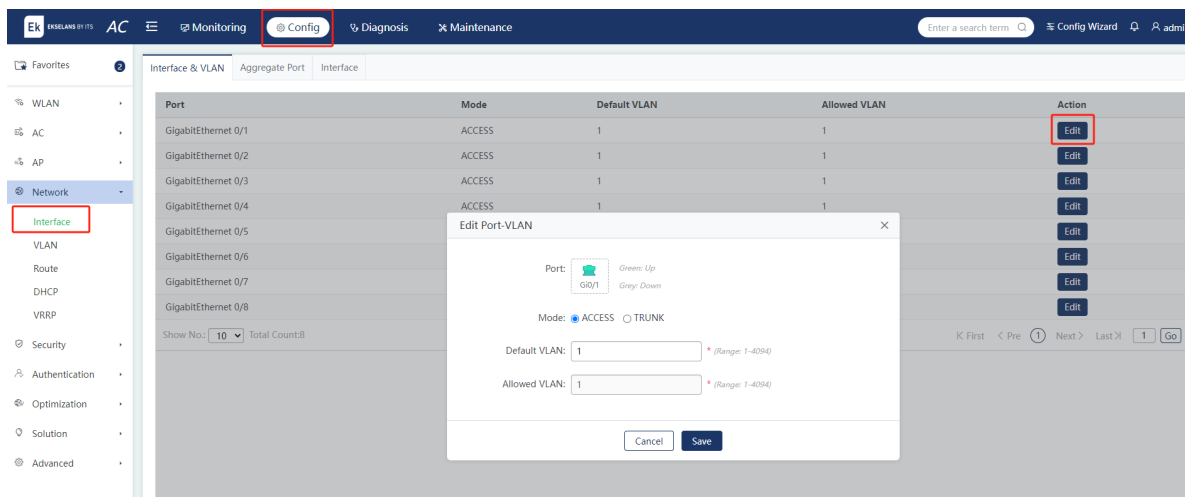 Ek EKSELANS BY ITS AC Monitoring Config Diagnosis Maintenance Enter a search term Config Wizard admi
Favorites 2
Interface & VLAN Aggregate Port Interface
WLAN
AC
AP
Network
Interface
VLAN
Route
DHCP
VRRP
Security
Authentication
Optimization
Solution
Advanced
Port Mode Default VLAN Allowed VLAN Action
GigabitEthernet 0/1 ACCESS 1 1 Edit
GigabitEthernet 0/2 ACCESS 1 1 Edit
GigabitEthernet 0/3 ACCESS 1 1 Edit
GigabitEthernet 0/4 ACCESS 1 1 Edit
GigabitEthernet 0/5 Edit
GigabitEthernet 0/6 Edit
GigabitEthernet 0/7 Edit
GigabitEthernet 0/8 Edit
Show No.: 10 Total Count:8 First Pre 1 Next Last 1 Go
Edit Port-VLAN
Port: Gi0/1
Green: Up
Grey: Down
Mode: ACCESS TRUNK
Default VLAN: 1 * (Range: 1-4094)
Allowed VLAN: 1 * (Range: 1-4094)
Cancel Save